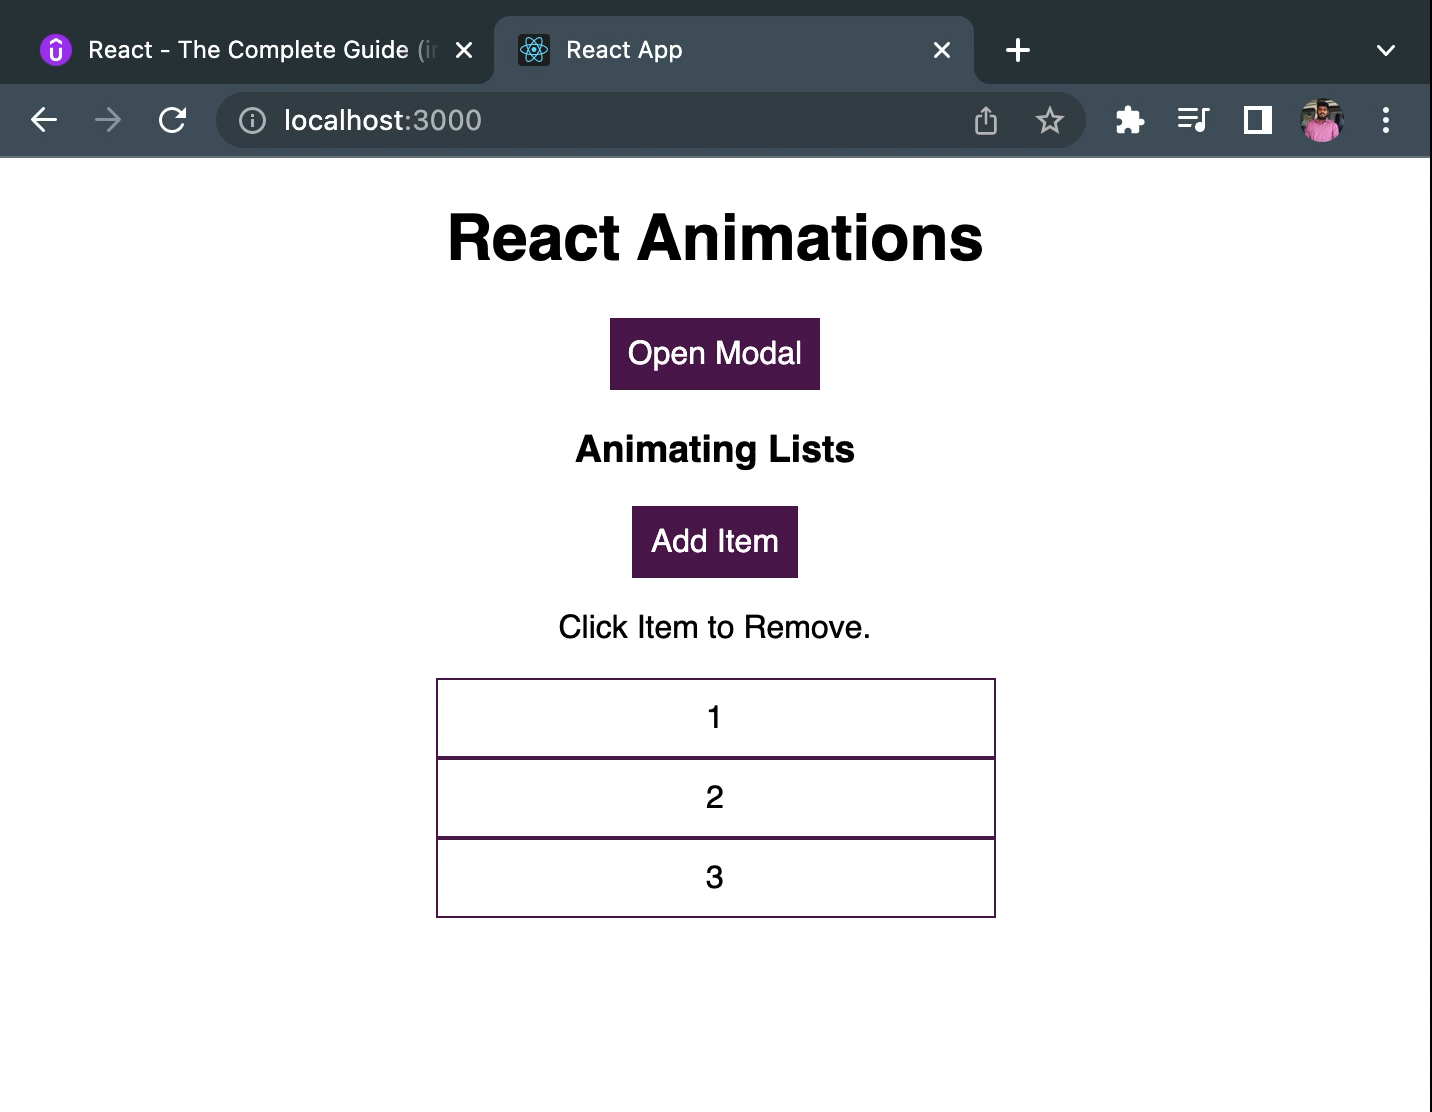 React - The Complete Guide (in
React App
localhost:3000
React Animations
Open Modal
Animating Lists
Add Item
Click Item to Remove.
1
2
3